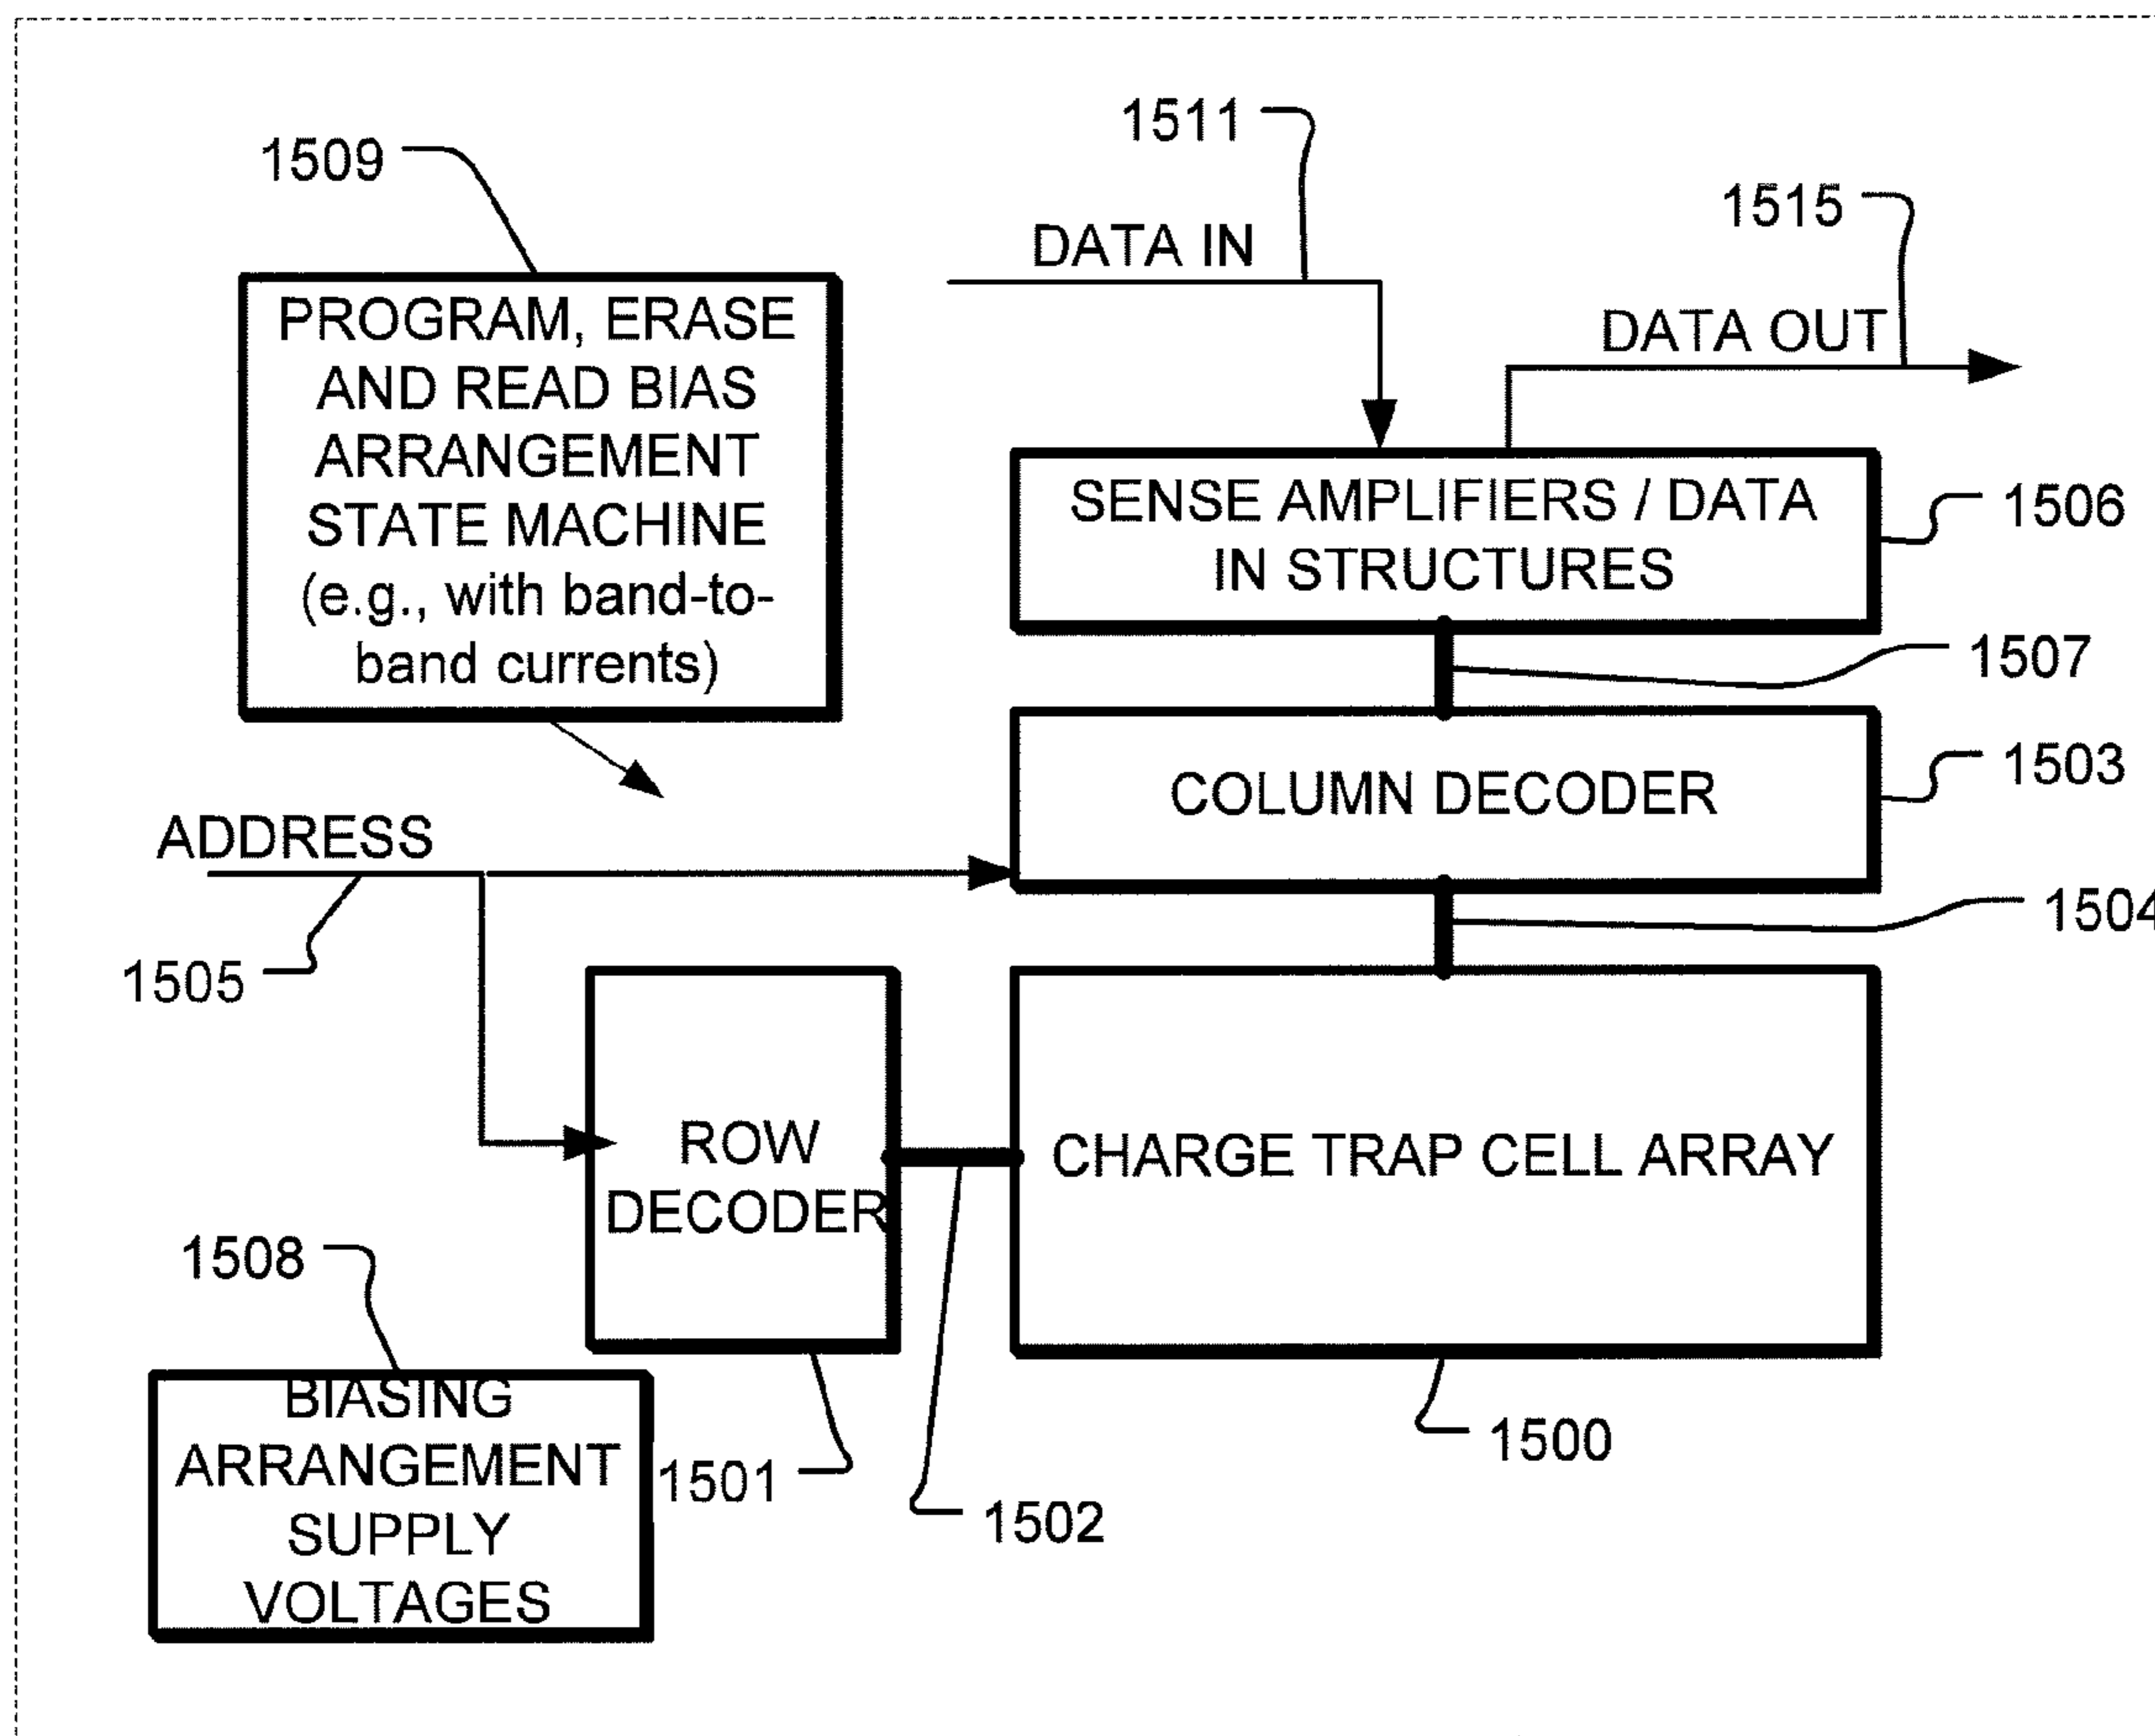 1511
1509
1515
DATA IN
PROGRAM, ERASE
AND READ BIAS
ARRANGEMENT
STATE MACHINE
(e.g., with band-to-
band currents)
DATA OUT
SENSE AMPLIFIERS / DATA
IN STRUCTURES
1506
1507
COLUMN DECODER
1503
ADDRESS
1504
1505
ROW
DECODER
CHARGE TRAP CELL ARRAY
1508
BIASING
ARRANGEMENT
SUPPLY
VOLTAGES
1501
1502
1500